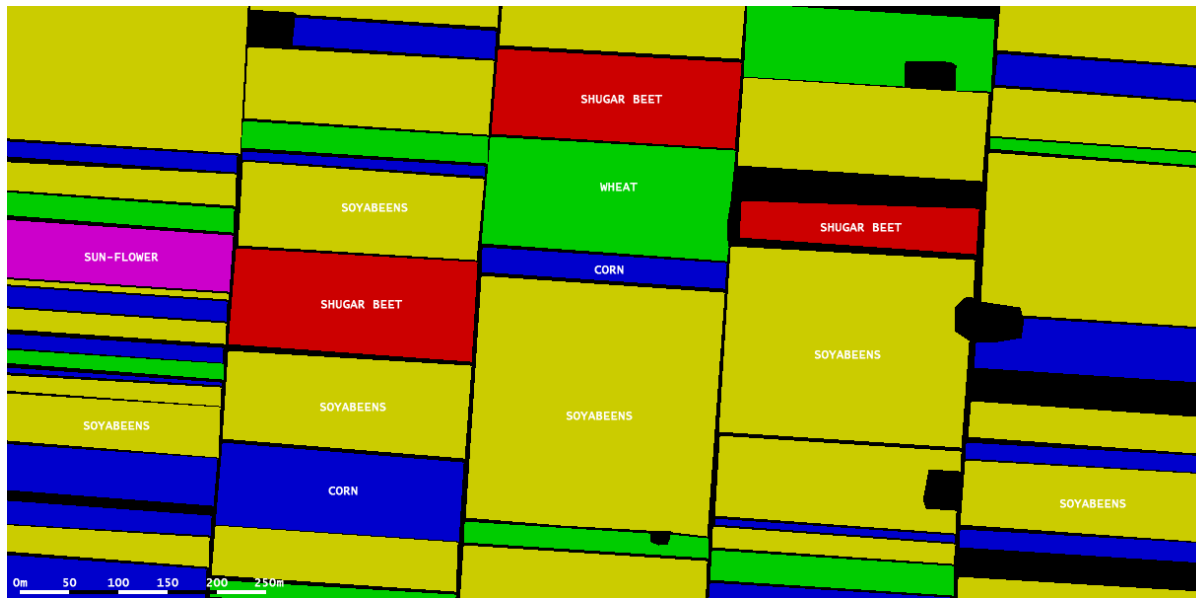 SHUGAR BEET
WHEAT
SOYABEENS
SHUGAR BEET
SUN-FLOWER
CORN
SHUGAR BEET
SOYABEENS
SOYABEENS
SOYABEENS
SOYABEENS
CORN
SOYABEENS
0m 50 100 150 200 250m